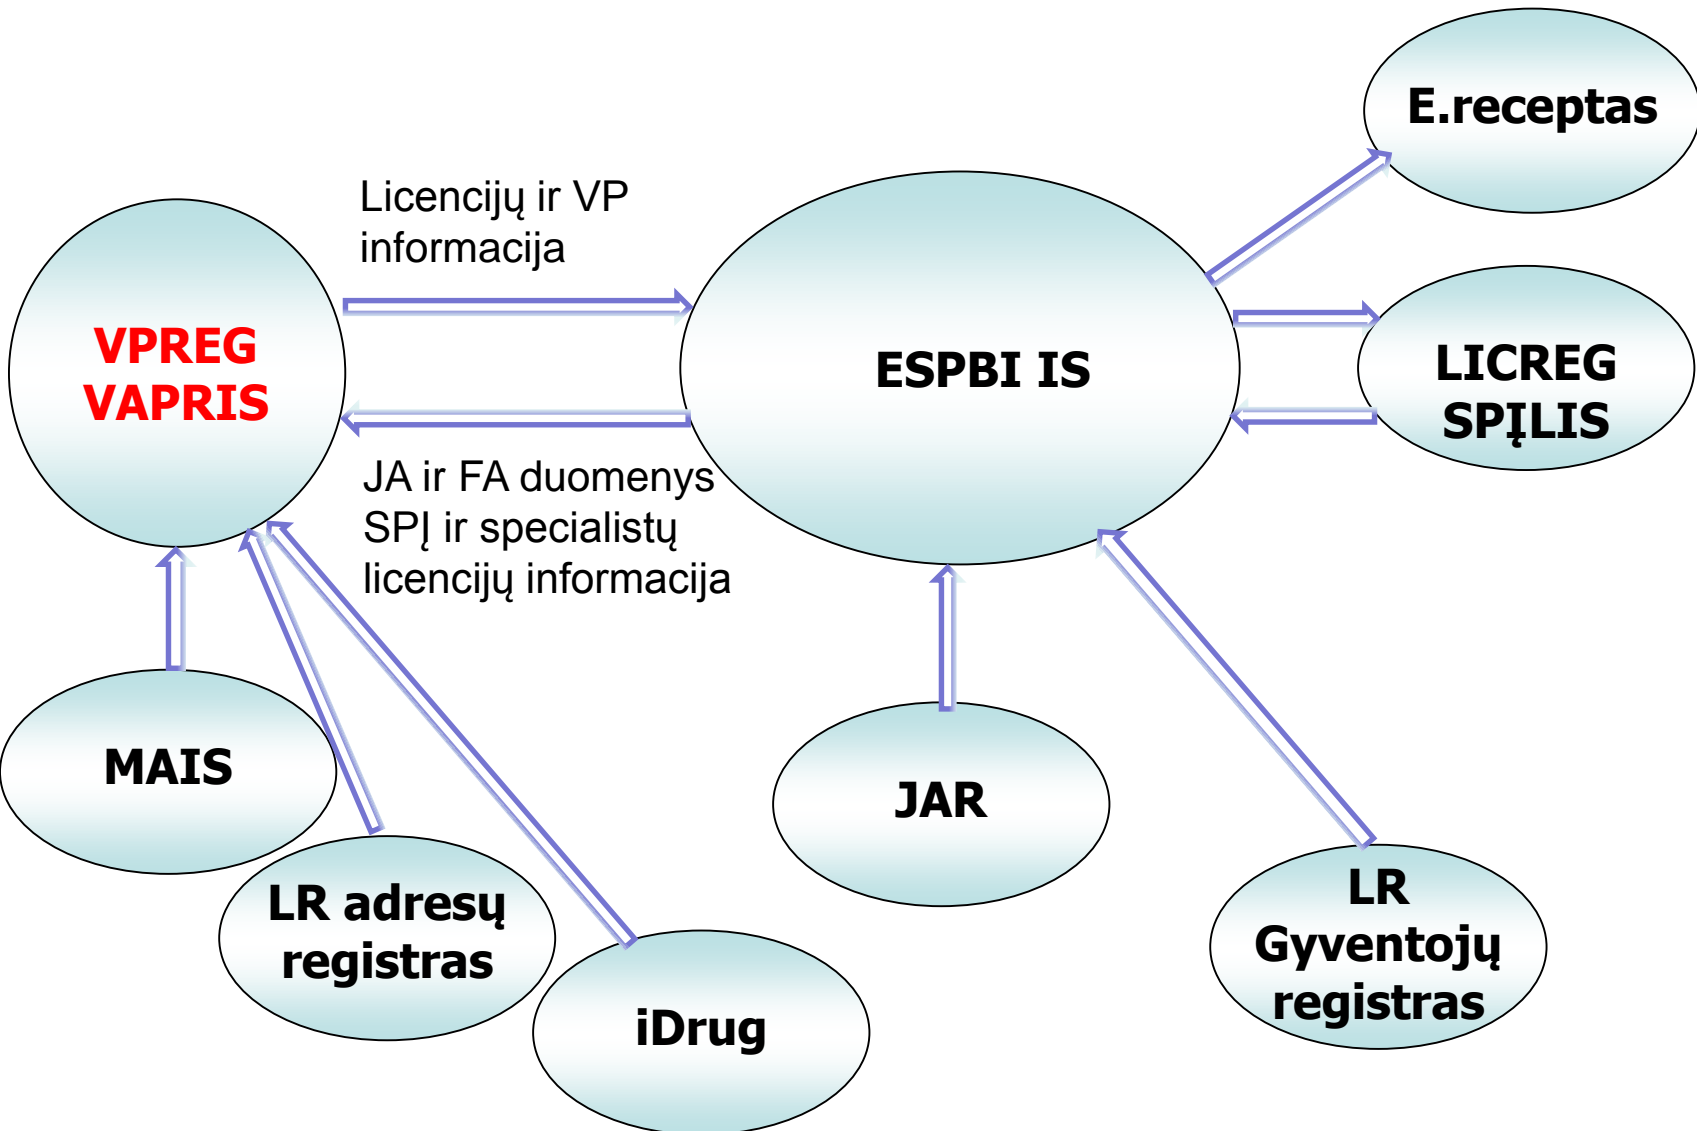 E.receptas
Licencijų ir VP
informacija
VPREG
VAPRIS
ESPBI IS
LICREG
SPĮLIS
JA ir FA duomenys
SPĮ ir specialistų
licencijų informacija
MAIS
JAR
LR adresų
registras
iDrug
LR
Gyventojų
registras